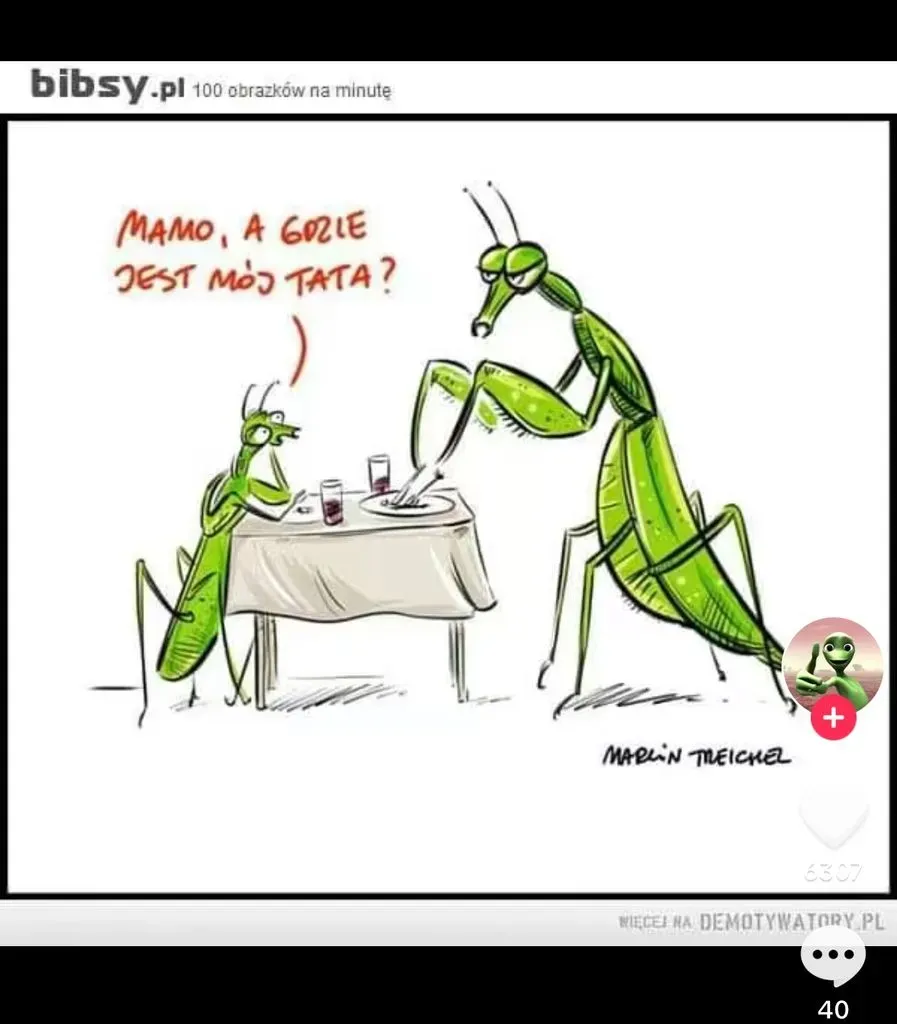 bibsy.pl 100 obrazków na minutę
MAMO, A GDZIE
JEST MÓJ TATA?
MARCIN TREICHEL
6307
WIĘCEJ NA DEMOTYWATORY.PL
40